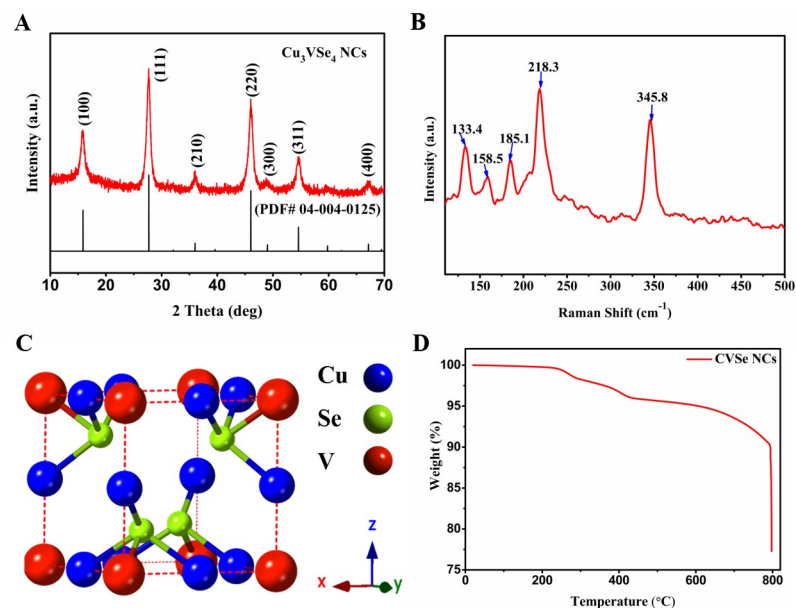 A
Cu₃VSe₄ NCs
(100)
(111)
(210)
(220)
(300)
(311)
(400)
(PDF# 04-004-0125)
Intensity (a.u.)
10 20 30 40 50 60 70
2 Theta (deg)
B
133.4
158.5
185.1
218.3
345.8
Intensity (a.u.)
150 200 250 300 350 400 450 500
Raman Shift (cm⁻¹)
C
Cu
Se
V
z
x
y
D
CVSe NCs
100
95
90
85
80
75
Weight (%)
0 200 400 600 800
Temperature (°C)